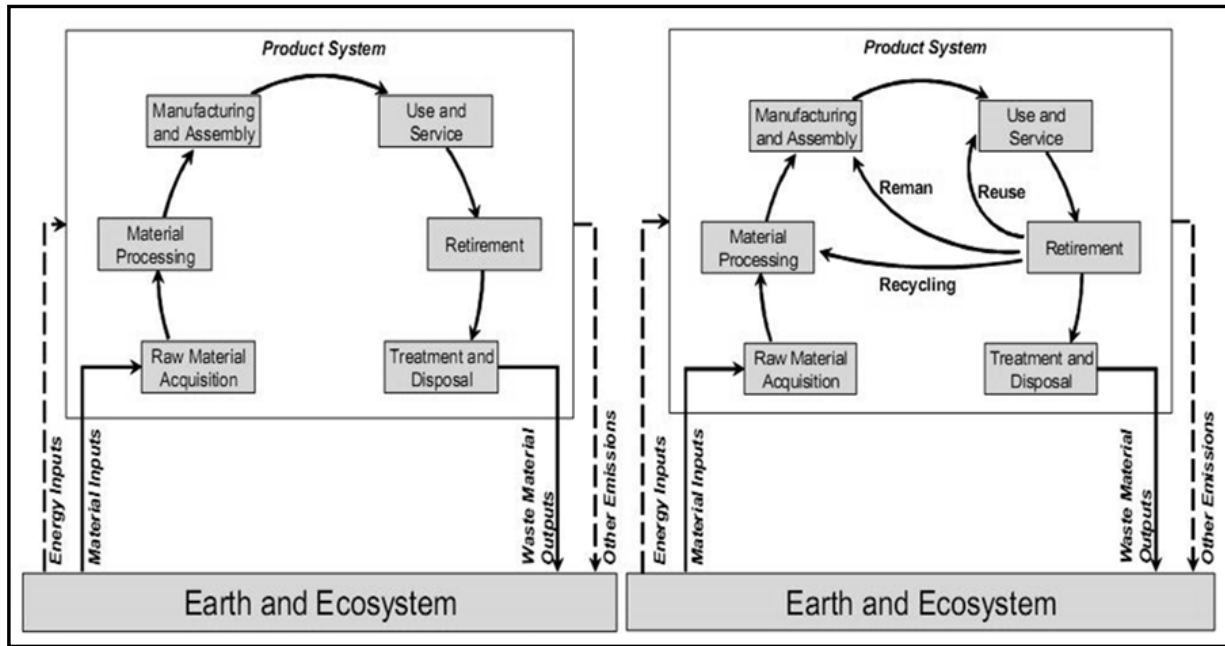 Product System
Manufacturing
and Assembly
Use and
Service
Material
Processing
Retirement
Raw Material
Acquisition
Treatment and
Disposal
Energy Inputs
Material Inputs
Waste Material
Outputs
Other Emissions
Earth and Ecosystem
Product System
Manufacturing
and Assembly
Use and
Service
Reman
Reuse
Material
Processing
Retirement
Recycling
Raw Material
Acquisition
Treatment and
Disposal
Energy Inputs
Material Inputs
Waste Material
Outputs
Other Emissions
Earth and Ecosystem